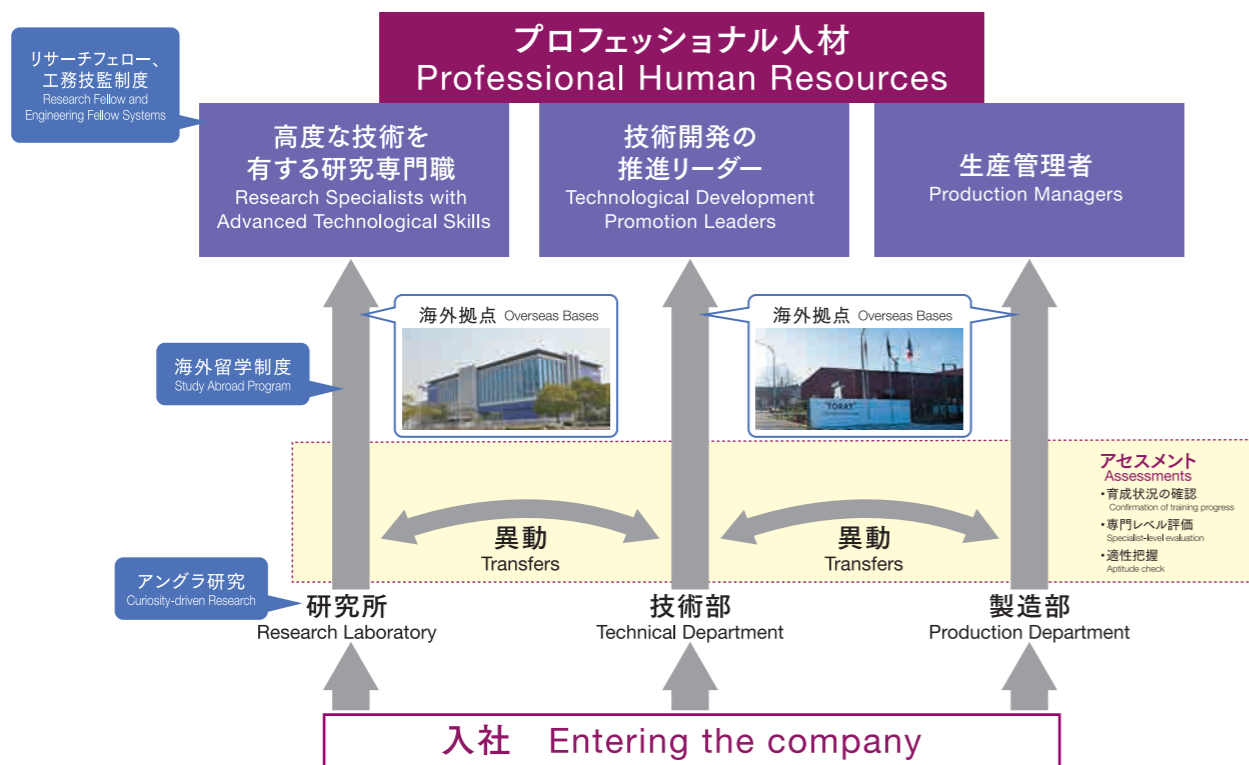 プロフェッショナル人材
Professional Human Resources
リサーチフェロー、
工務技監制度
Research Fellow and
Engineering Fellow Systems
高度な技術を
有する研究専門職
Research Specialists with
Advanced Technological Skills
技術開発の
推進リーダー
Technological Development
Promotion Leaders
生産管理者
Production Managers
海外拠点 Overseas Bases
海外拠点 Overseas Bases
TORAY
海外留学制度
Study Abroad Program
アセスメント
Assessments
・育成状況の確認
Confirmation of training progress
・専門レベル評価
Specialist-level evaluation
・適性把握
Aptitude check
異動
Transfers
異動
Transfers
アングラ研究
Curiosity-driven Research
研究所
Research Laboratory
技術部
Technical Department
製造部
Production Department
入社 Entering the company